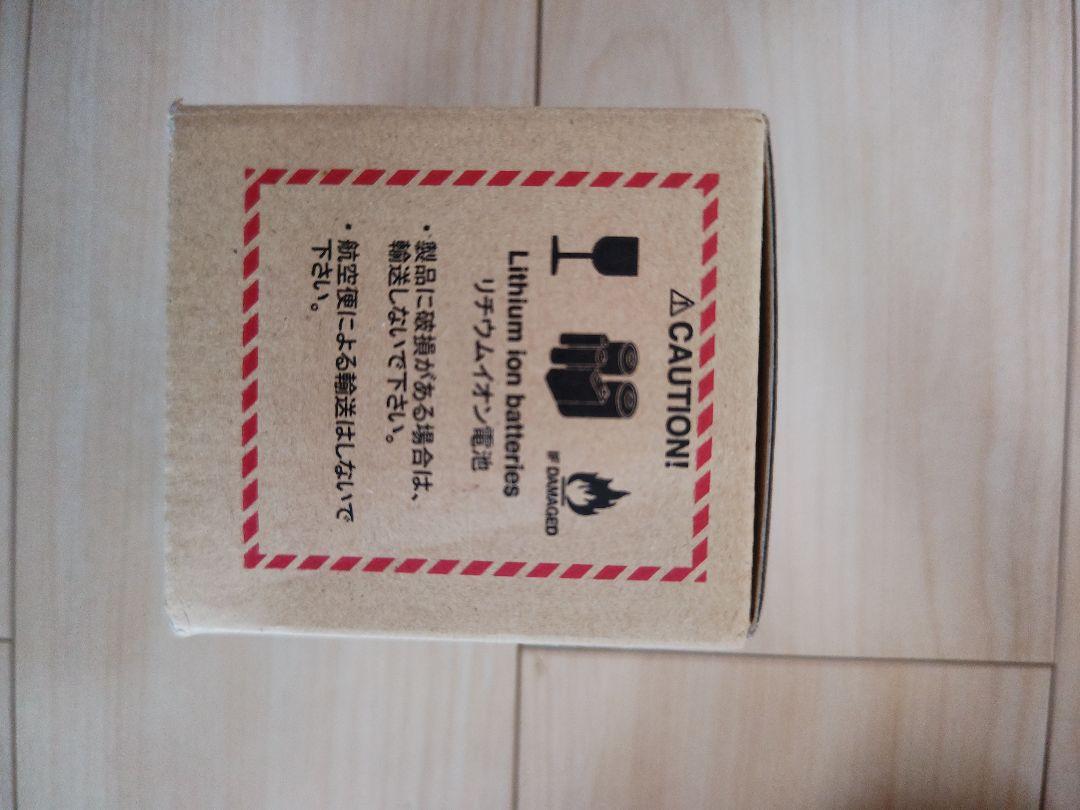 ⚠CAUTION!
IF DAMAGED
Lithium ion batteries
リチウムイオン電池
・製品に破損がある場合は、
輸送しないで下さい。
・航空便による輸送はしないで
下さい。